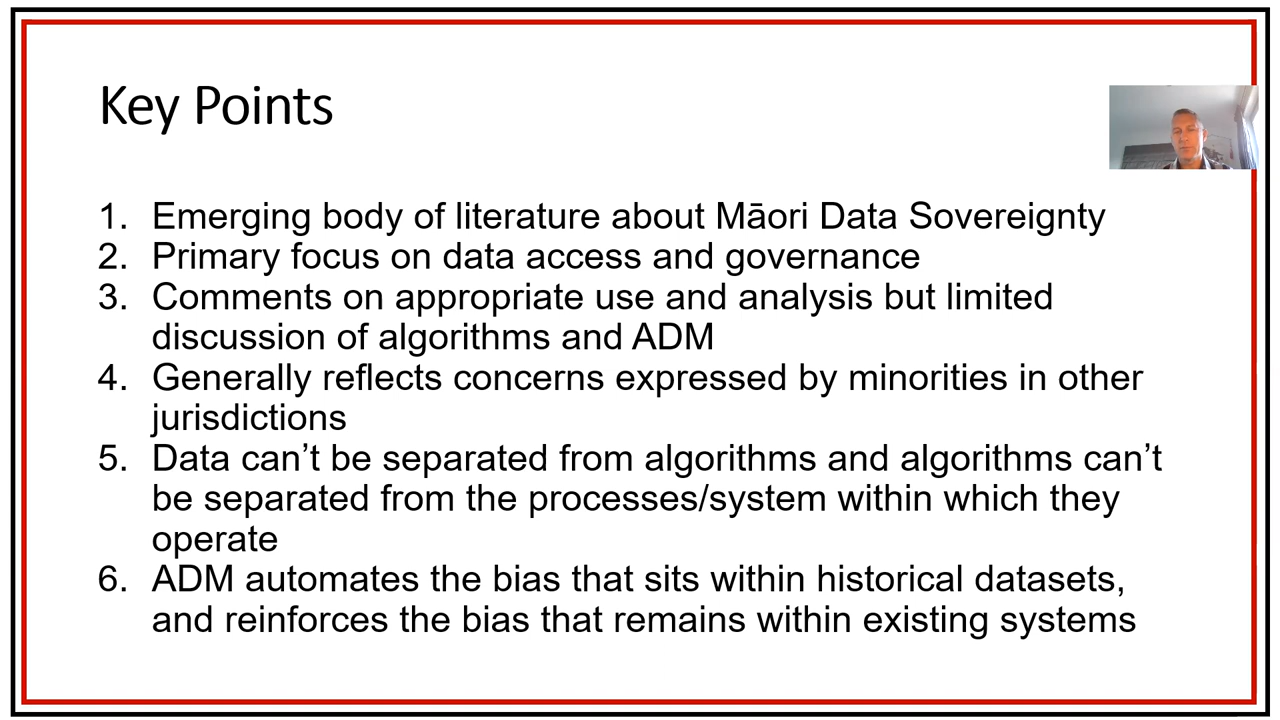 Key Points
1. Emerging body of literature about Māori Data Sovereignty
2. Primary focus on data access and governance
3. Comments on appropriate use and analysis but limited
discussion of algorithms and ADM
4. Generally reflects concerns expressed by minorities in other
jurisdictions
5. Data can’t be separated from algorithms and algorithms can’t
be separated from the processes/system within which they
operate
6. ADM automates the bias that sits within historical datasets,
and reinforces the bias that remains within existing systems